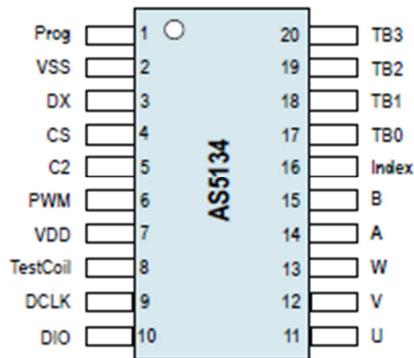 Prog 1 20 TB3
VSS 2 19 TB2
DX 3 18 TB1
CS 4 17 TB0
C2 5 16 Index
PWM 6 15 B
VDD 7 14 A
TestCoil 8 13 W
DCLK 9 12 V
DIO 10 11 U
AS5134